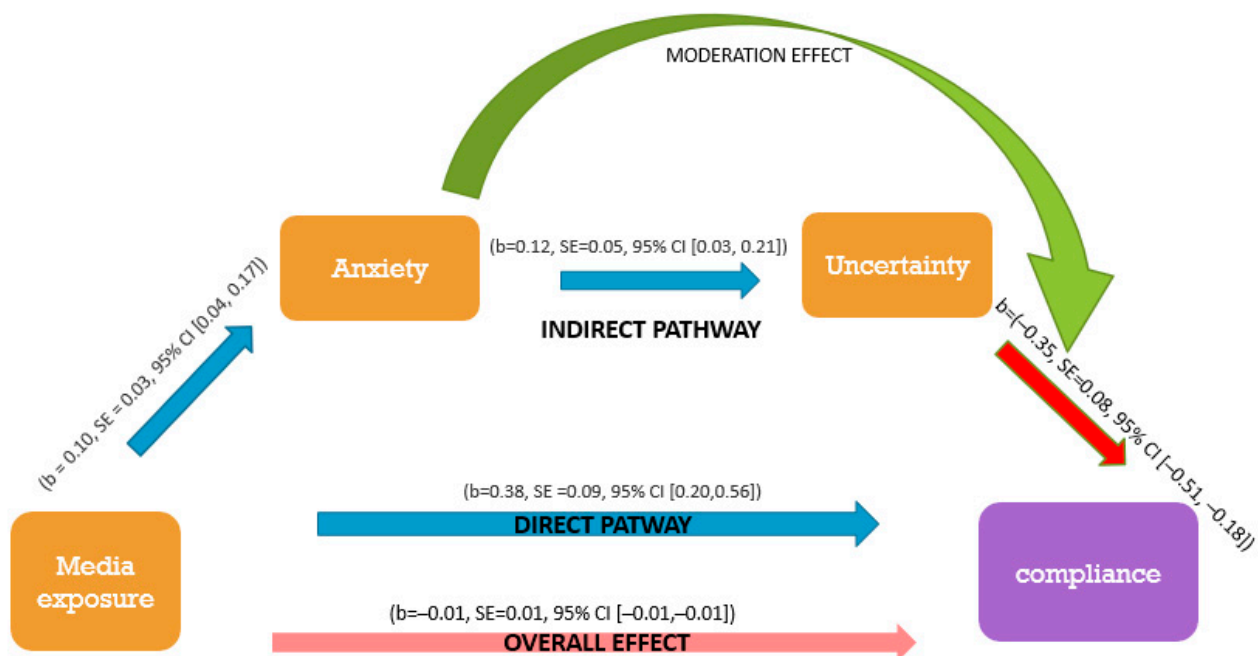 MODERATION EFFECT
(b=0.12, SE=0.05, 95% CI [0.03, 0.21])
Anxiety
Uncertainty
INDIRECT PATHWAY
(b = 0.10, SE = 0.03, 95% CI [0.04, 0.17])
b=(−0.35, SE=0.08, 95% CI [−0.51, −0.18])
(b=0.38, SE =0.09, 95% CI [0.20,0.56])
DIRECT PATWAY
Media
exposure
compliance
(b=−0.01, SE=0.01, 95% CI [−0.01,−0.01])
OVERALL EFFECT